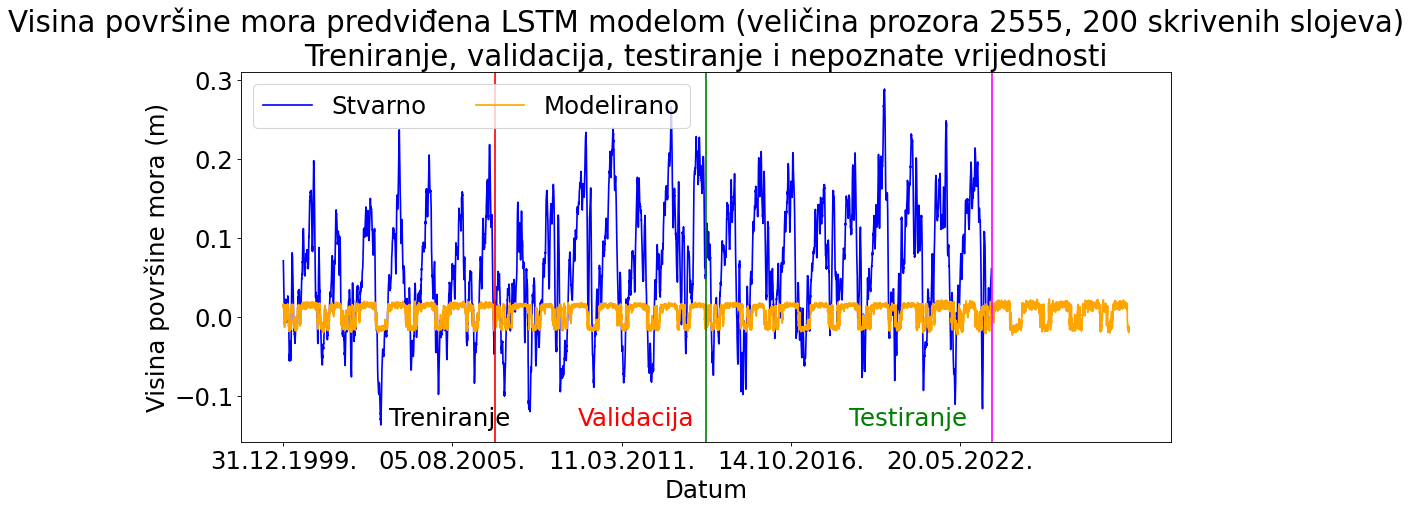 Visina površine mora predviđena LSTM modelom (veličina prozora 2555, 200 skrivenih slojeva)
Treniranje, validacija, testiranje i nepoznate vrijednosti
Stvarno
Modelirano
Visina površine mora (m)
0.3
0.2
0.1
0.0
−0.1
Treniranje
Validacija
Testiranje
31.12.1999.
05.08.2005.
11.03.2011.
14.10.2016.
20.05.2022.
Datum